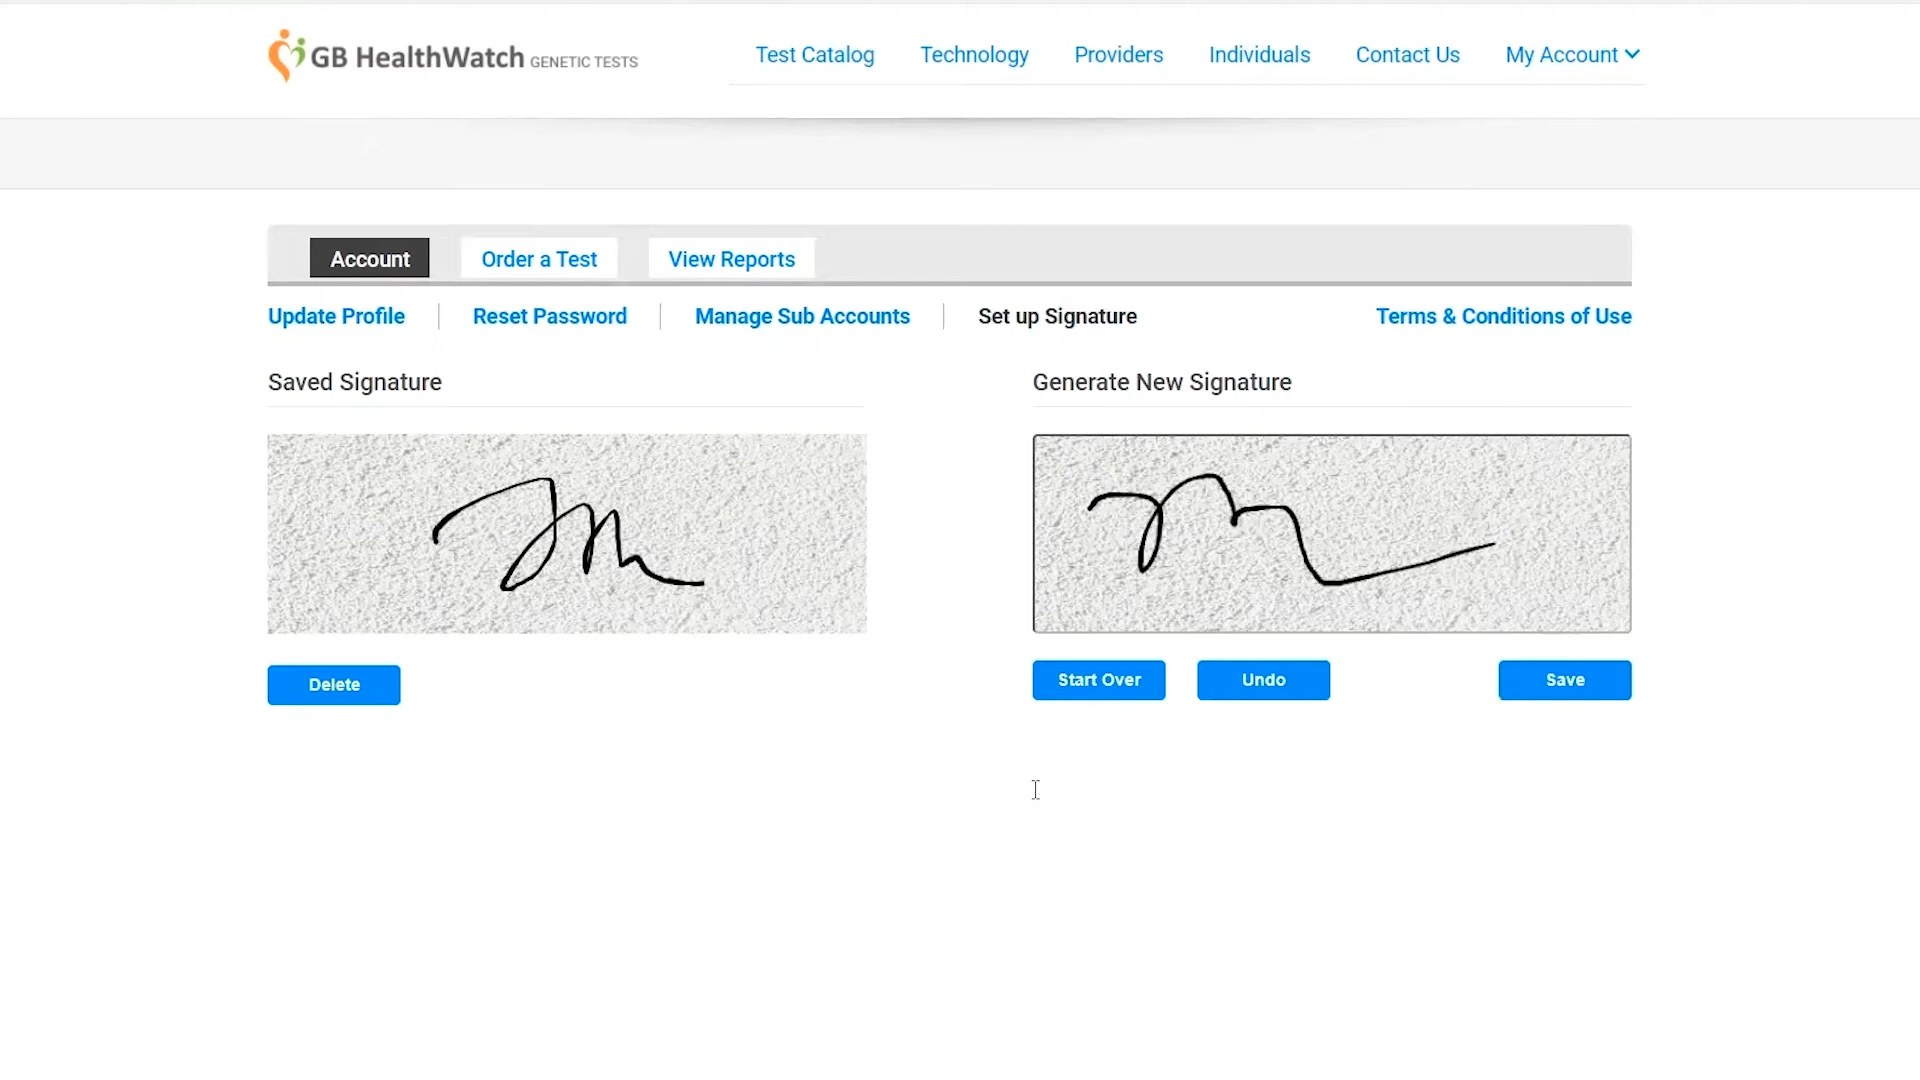 GB HealthWatch GENETIC TESTS
Test Catalog Technology Providers Individuals Contact Us My Account
Account Order a Test View Reports
Update Profile Reset Password Manage Sub Accounts Set up Signature Terms & Conditions of Use
Saved Signature
Generate New Signature
Delete
Start Over Undo Save